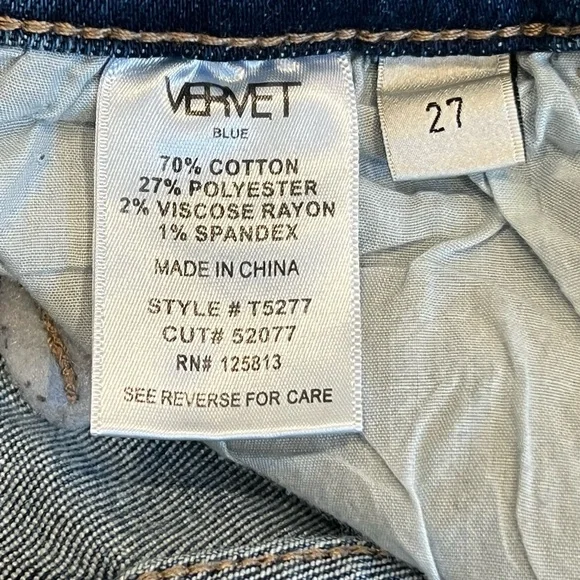 VERVET
BLUE
70% COTTON
27% POLYESTER
2% VISCOSE RAYON
1% SPANDEX
MADE IN CHINA
STYLE # T5277
CUT# 52077
RN# 125813
SEE REVERSE FOR CARE
27